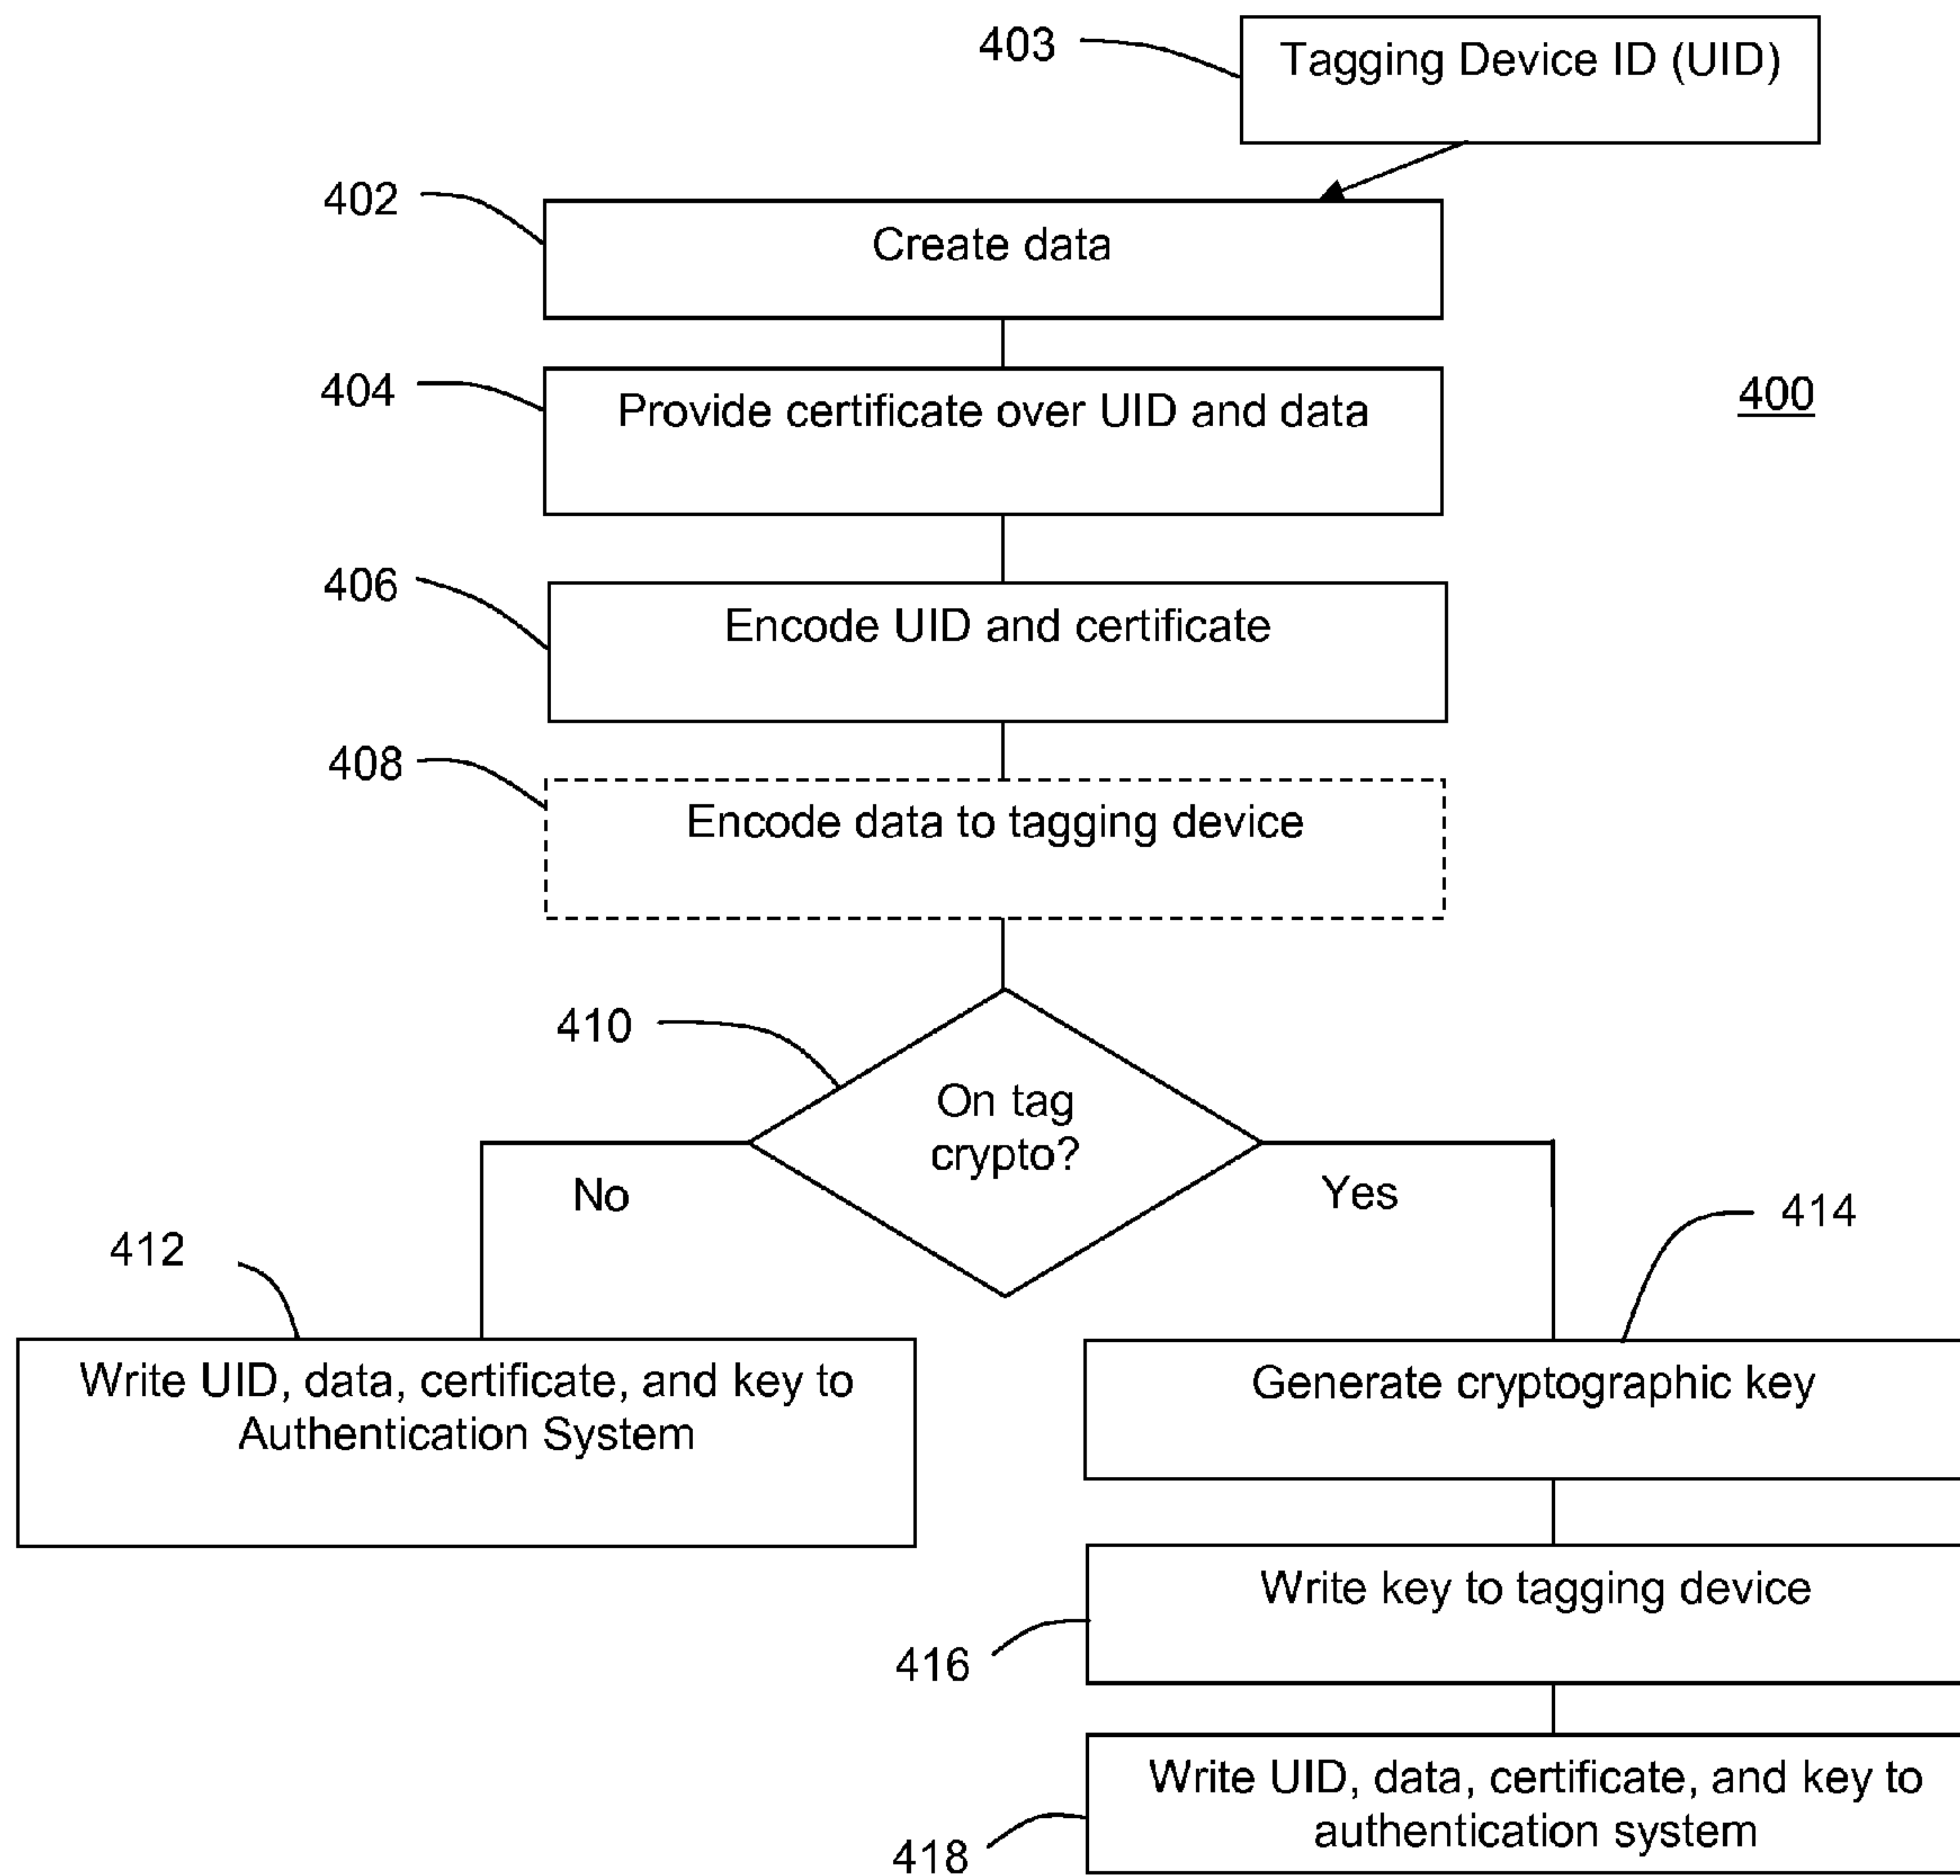 403
Tagging Device ID (UID)
402
Create data
404
Provide certificate over UID and data
400
406
Encode UID and certificate
408
Encode data to tagging device
410
On tag
crypto?
No
Yes
412
414
Write UID, data, certificate, and key to
Authentication System
Generate cryptographic key
Write key to tagging device
416
Write UID, data, certificate, and key to
authentication system
418